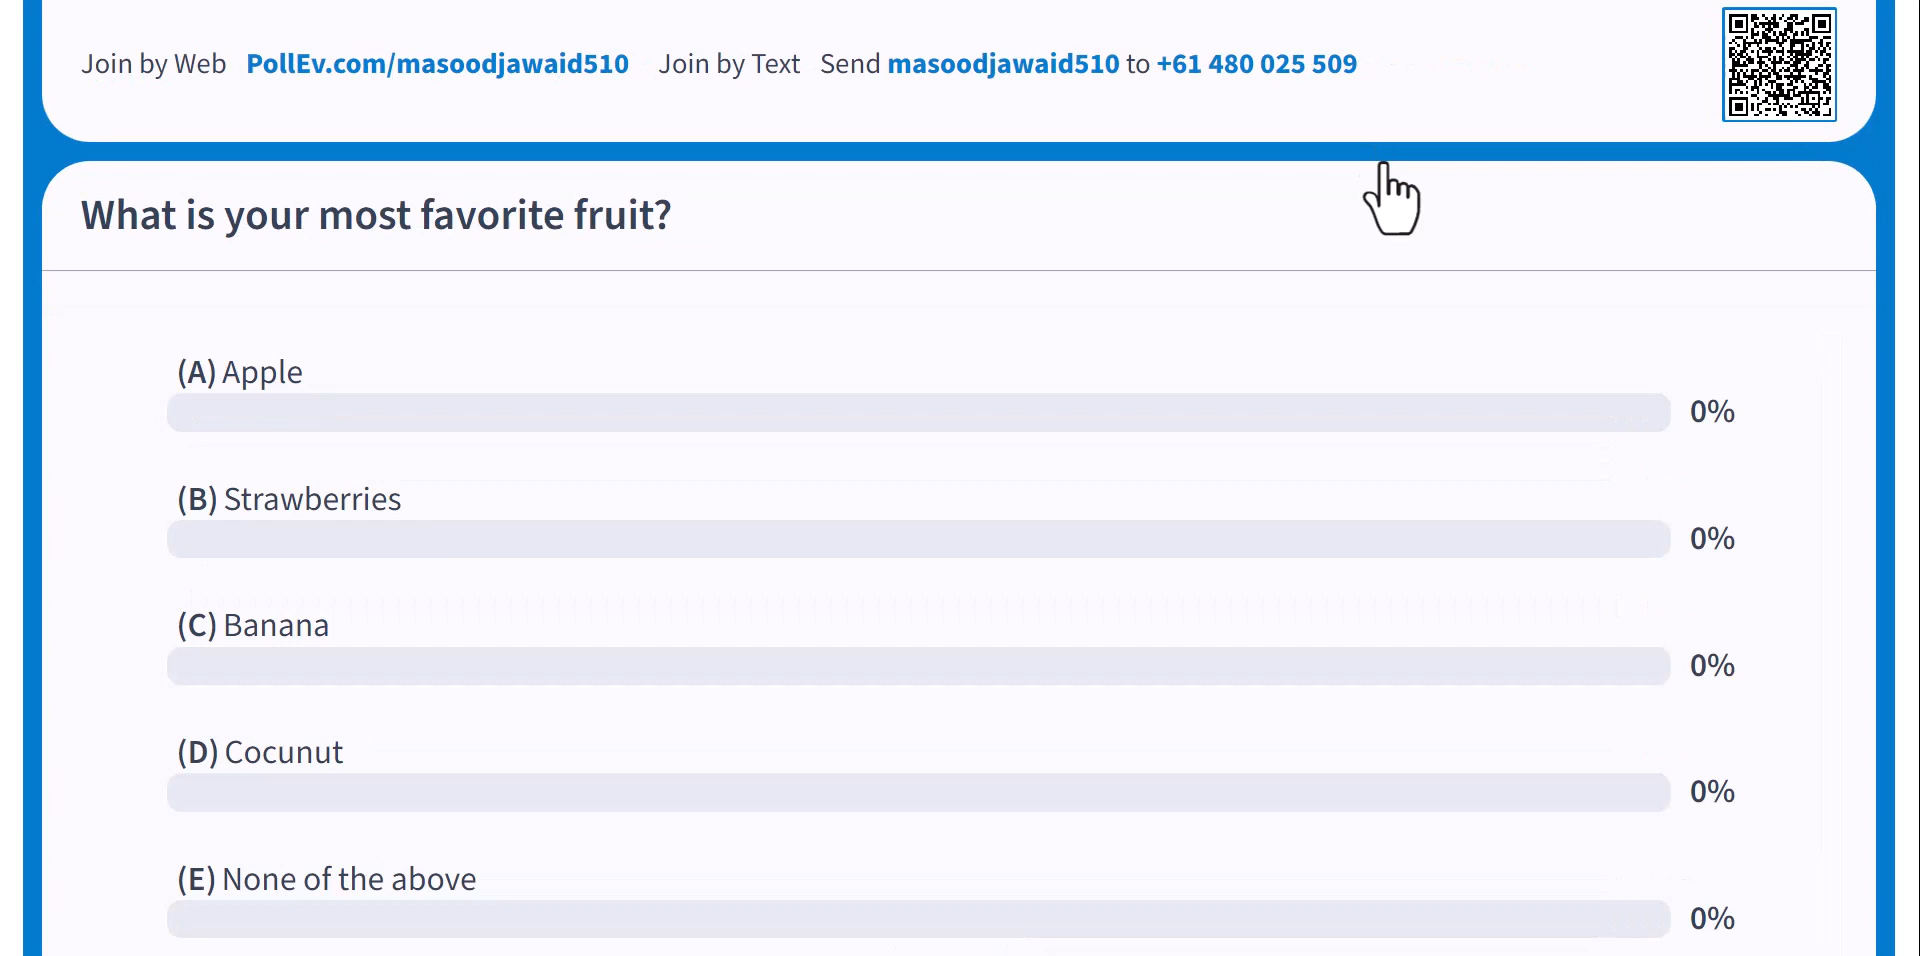 Join by Web PollEv.com/masoodjawaid510 Join by Text Send masoodjawaid510 to +61 480 025 509
What is your most favorite fruit?
(A) Apple
0%
(B) Strawberries
0%
(C) Banana
0%
(D) Cocunut
0%
(E) None of the above
0%